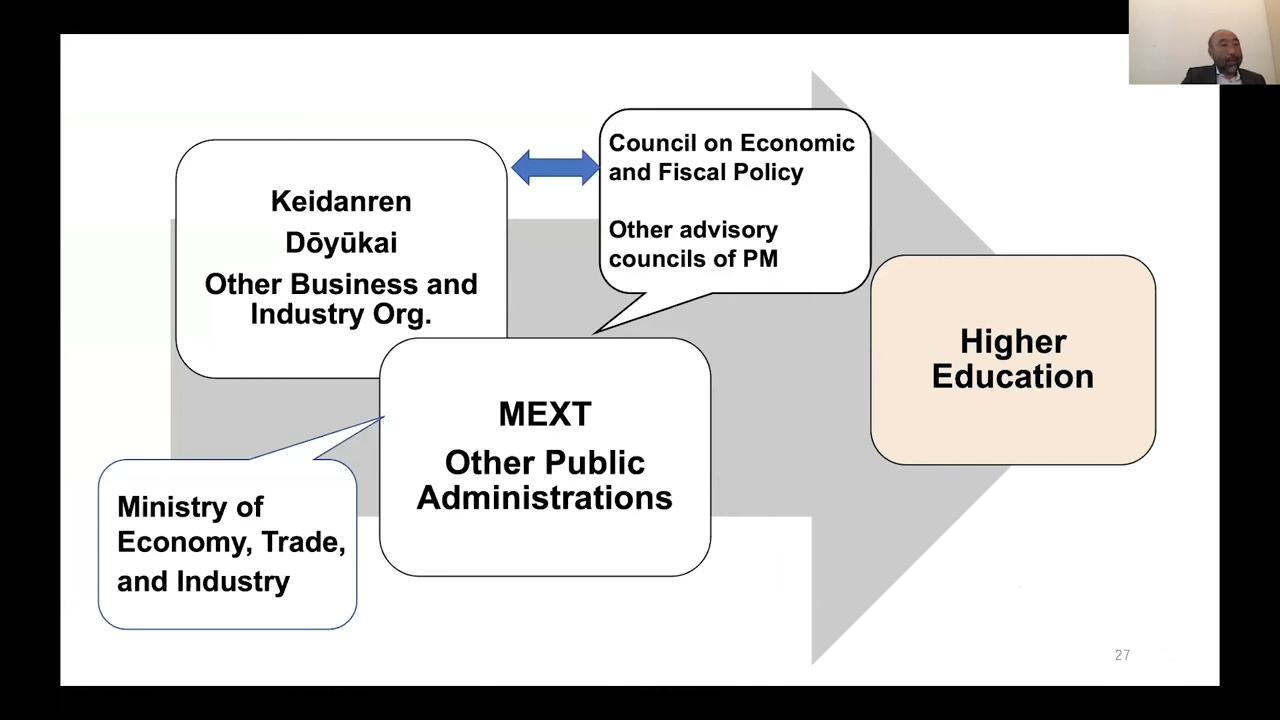 Keidanren
Dōyūkai
Other Business and
Industry Org.
Council on Economic
and Fiscal Policy
Other advisory
councils of PM
Higher
Education
MEXT
Other Public
Administrations
Ministry of
Economy, Trade,
and Industry
27